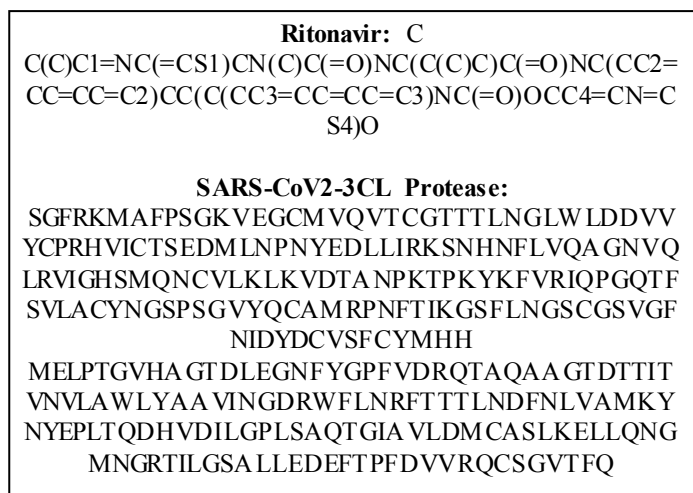 Ritonavir: C
C(C)C1=NC(=CS1)CN(C)C(=O)NC(C(C)C)C(=O)NC(CC2=
CC=CC=C2)CC(C(CC3=CC=CC=C3)NC(=O)OCC4=CN=C
S4)O
SARS-CoV2-3CL Protease:
SGFRKMAFPSGKVEGCMVQVTCGTTTLNGLWLDDVV
YCPRHVICTSEDMLNPNYEDLLIRKSNHNFLVQAGNVQ
LRVIGHSMQNCVLKLKVDTANPKTPKYKFVRIQPGQTF
SVLACYNGSPSGVYQCAMRPNFTIKGSFLNGSCGSVGF
NIDYDCVSFCYMHH
MELPTGVHAGTDLEGNFYGPFVDRQTAQAAGTDTTIT
VNVLAWLYAAVINGDRWFLNRFTTTLNDFNLVAMKY
NYEPLTQDHVDILGPLSAQTGIAVLDMCASLKELLQNG
MNGRTILGSALLEDEFTPFDVVRQCSGVTFQ